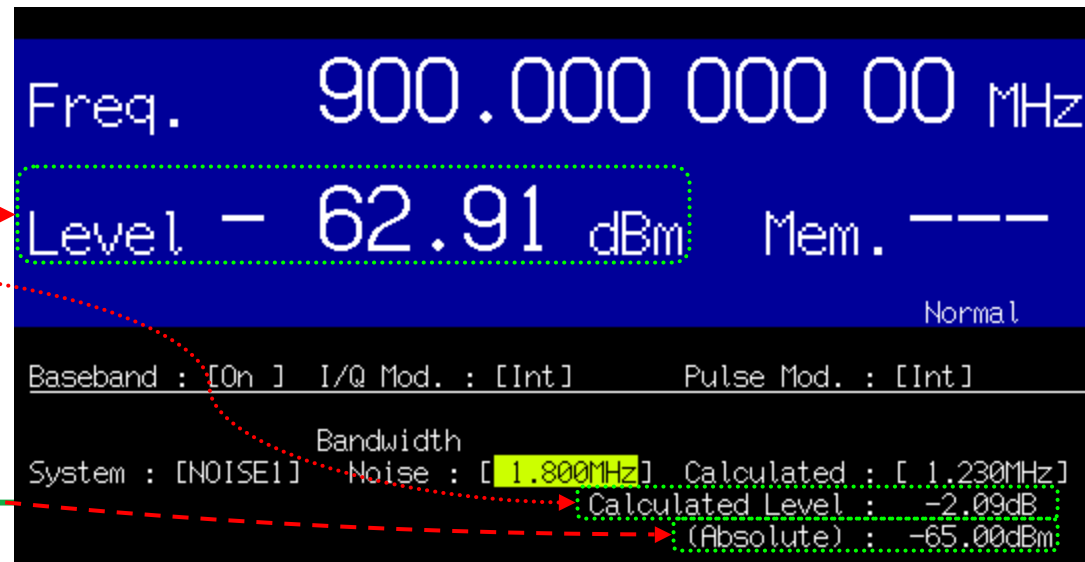 Freq. 900.000 000 00 MHz
Level - 62.91 dBm Mem. ---
Normal
Baseband : [On ] I/Q Mod. : [Int] Pulse Mod. : [Int]
Bandwidth
System : [NOISE1] Noise : [ 1.800MHz] Calculated : [ 1.230MHz]
Calculated Level : -2.09dB
(Absolute) : -65.00dBm